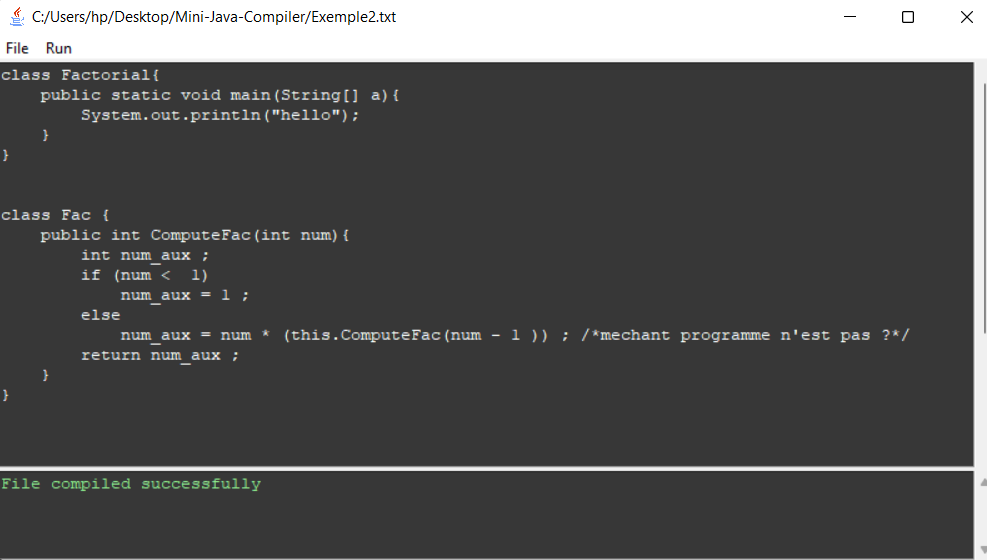 C:/Users/hp/Desktop/Mini-Java-Compiler/Exemple2.txt
File Run
class Factorial{
    public static void main(String[] a){
        System.out.println("hello");
    }
}
class Fac {
    public int ComputeFac(int num){
        int num_aux ;
        if (num <  1)
            num_aux = 1 ;
        else
            num_aux = num * (this.ComputeFac(num - 1 )) ; /*mechant programme n'est pas ?*/
        return num_aux ;
    }
}
File compiled successfully